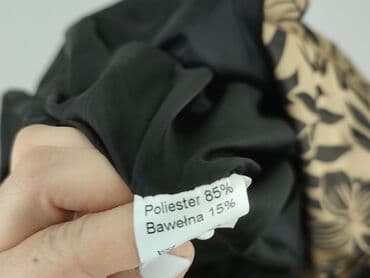 Poliester 85%
Bawełna 15%